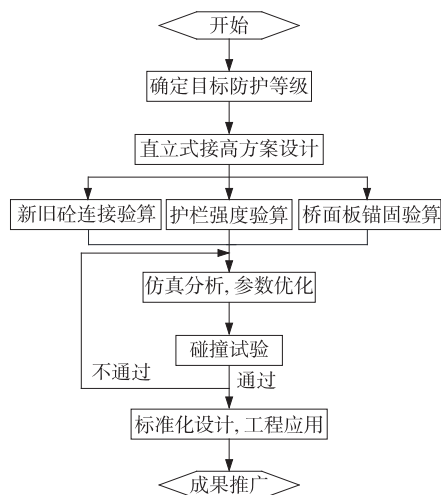 开始
确定目标防护等级
直立式接高方案设计
新旧砼连接验算
护栏强度验算
桥面板锚固验算
仿真分析,参数优化
碰撞试验
不通过
通过
标准化设计,工程应用
成果推广